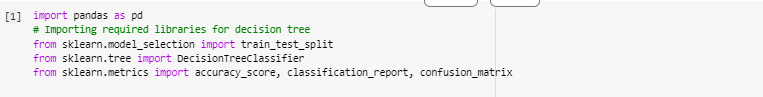 [1] import pandas as pd
# Importing required libraries for decision tree
from sklearn.model_selection import train_test_split
from sklearn.tree import DecisionTreeClassifier
from sklearn.metrics import accuracy_score, classification_report, confusion_matrix